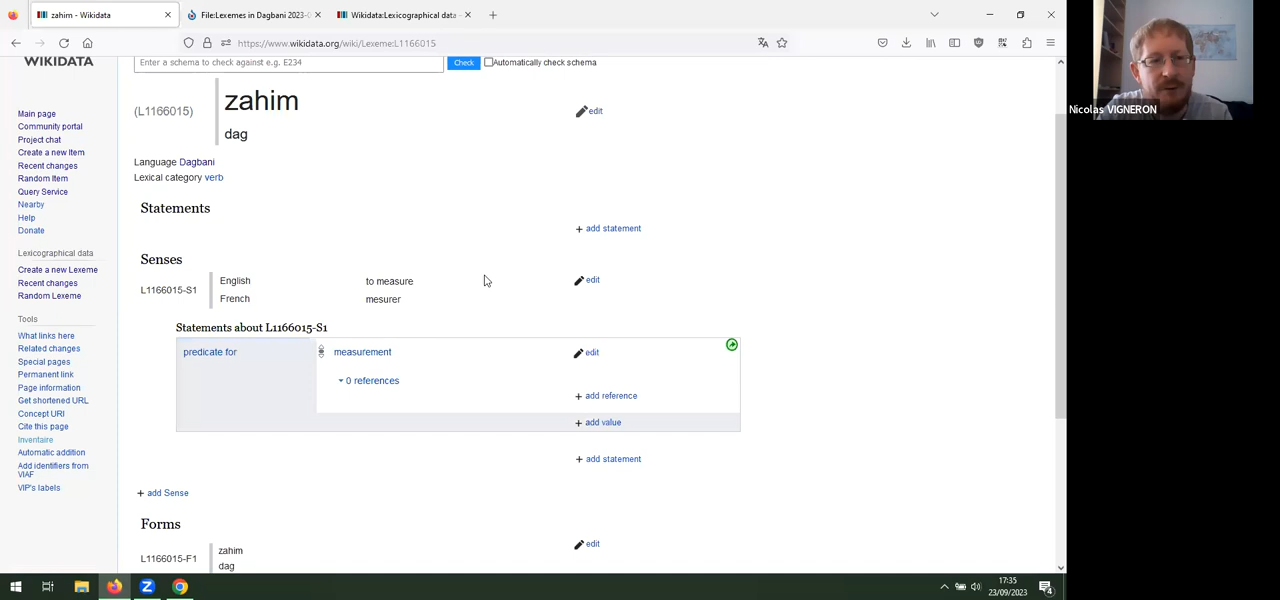 zahim - Wikidata
File:Lexemes in Dagbani 2023-
Wikidata:Lexicographical data -
https://www.wikidata.org/wiki/Lexeme:L1166015
WIKIDATA
Enter a schema to check against e.g. E234
Check
Automatically check schema
(L1166015)
zahim
edit
dag
Language Dagbani
Lexical category verb
Main page
Community portal
Project chat
Create a new Item
Recent changes
Random Item
Query Service
Nearby
Help
Donate
Lexicographical data
Create a new Lexeme
Recent changes
Random Lexeme
Tools
What links here
Related changes
Special pages
Permanent link
Page information
Get shortened URL
Concept URI
Cite this page
Inventaire
Automatic addition
Add identifiers from
VIAF
VIP's labels
Statements
+ add statement
Senses
L1166015-S1
English to measure
edit
French mesurer
Statements about L1166015-S1
predicate for
measurement
edit
0 references
+ add reference
+ add value
+ add statement
+ add Sense
Forms
L1166015-F1
zahim
edit
dag
Nicolas VIGNERON
17:35
23/09/2023
4